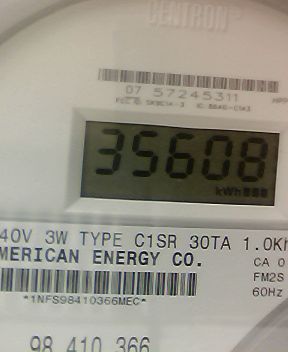 CENTRON
07 57245311
35608
kWh
40V 3W TYPE C1SR 30TA 1.0Kh
MERICAN ENERGY CO.
CA 0
FM2S
60Hz
*1NFS98410366MEC*
98 410 366